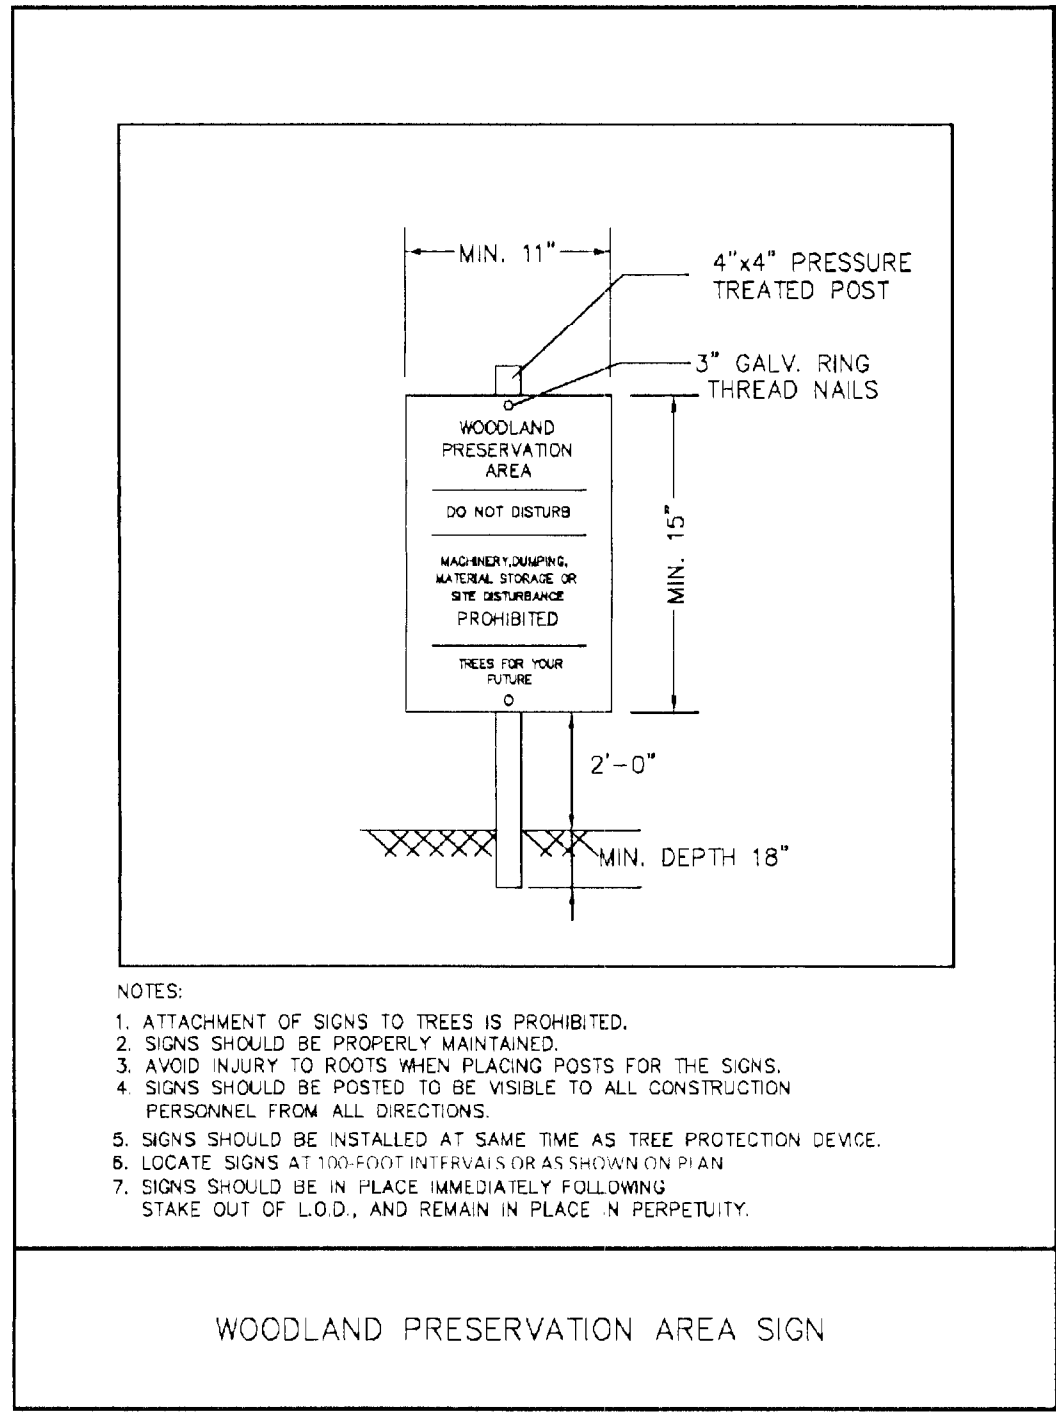 MIN. 11"
4"x4" PRESSURE
TREATED POST
3" GALV. RING
THREAD NAILS
WOODLAND
PRESERVATION
AREA
DO NOT DISTURB
MACHINERY,DUMPING,
MATERIAL STORAGE OR
SITE DISTURBANCE
PROHIBITED
TREES FOR YOUR
FUTURE
MIN. 15"
2'-0"
MIN. DEPTH 18"
NOTES:
1. ATTACHMENT OF SIGNS TO TREES IS PROHIBITED.
2. SIGNS SHOULD BE PROPERLY MAINTAINED.
3. AVOID INJURY TO ROOTS WHEN PLACING POSTS FOR THE SIGNS.
4. SIGNS SHOULD BE POSTED TO BE VISIBLE TO ALL CONSTRUCTION
PERSONNEL FROM ALL DIRECTIONS.
5. SIGNS SHOULD BE INSTALLED AT SAME TIME AS TREE PROTECTION DEVICE.
6. LOCATE SIGNS AT 100-FOOT INTERVALS OR AS SHOWN ON PLAN
7. SIGNS SHOULD BE IN PLACE IMMEDIATELY FOLLOWING
STAKE OUT OF L.O.D., AND REMAIN IN PLACE IN PERPETUITY.
WOODLAND PRESERVATION AREA SIGN